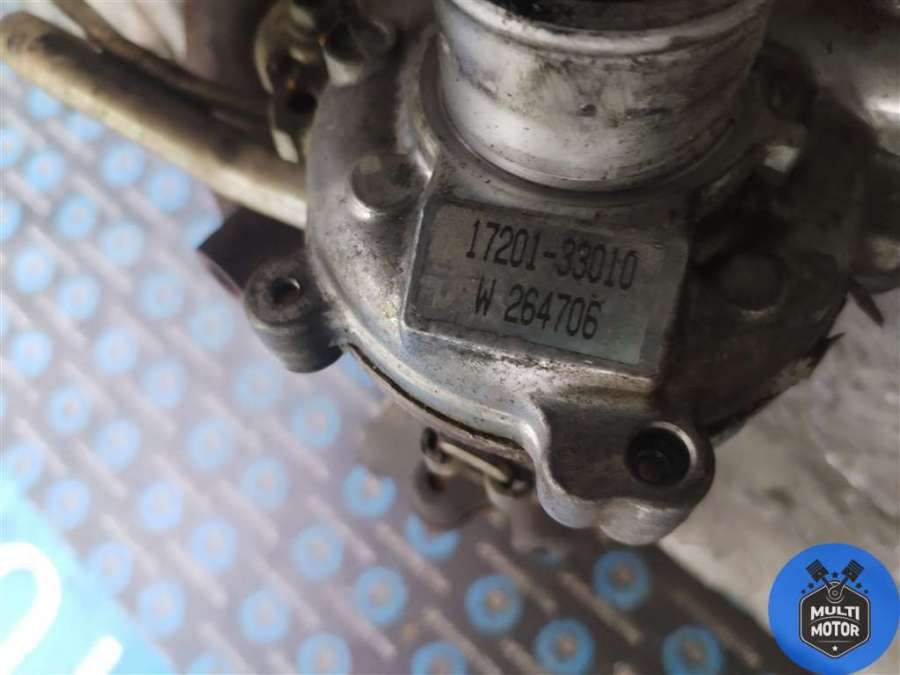 17201-33010
W 264706
MULTI
MOTOR